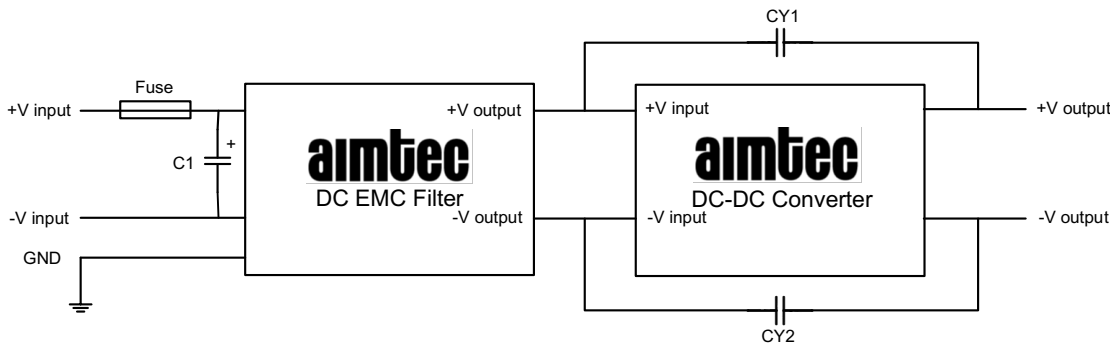 CY1
Fuse
+V input
+V output
+V input
+V output
+
C1
aimtec
DC EMC Filter
aimtec
DC-DC Converter
-V input
-V output
-V input
-V output
GND
CY2